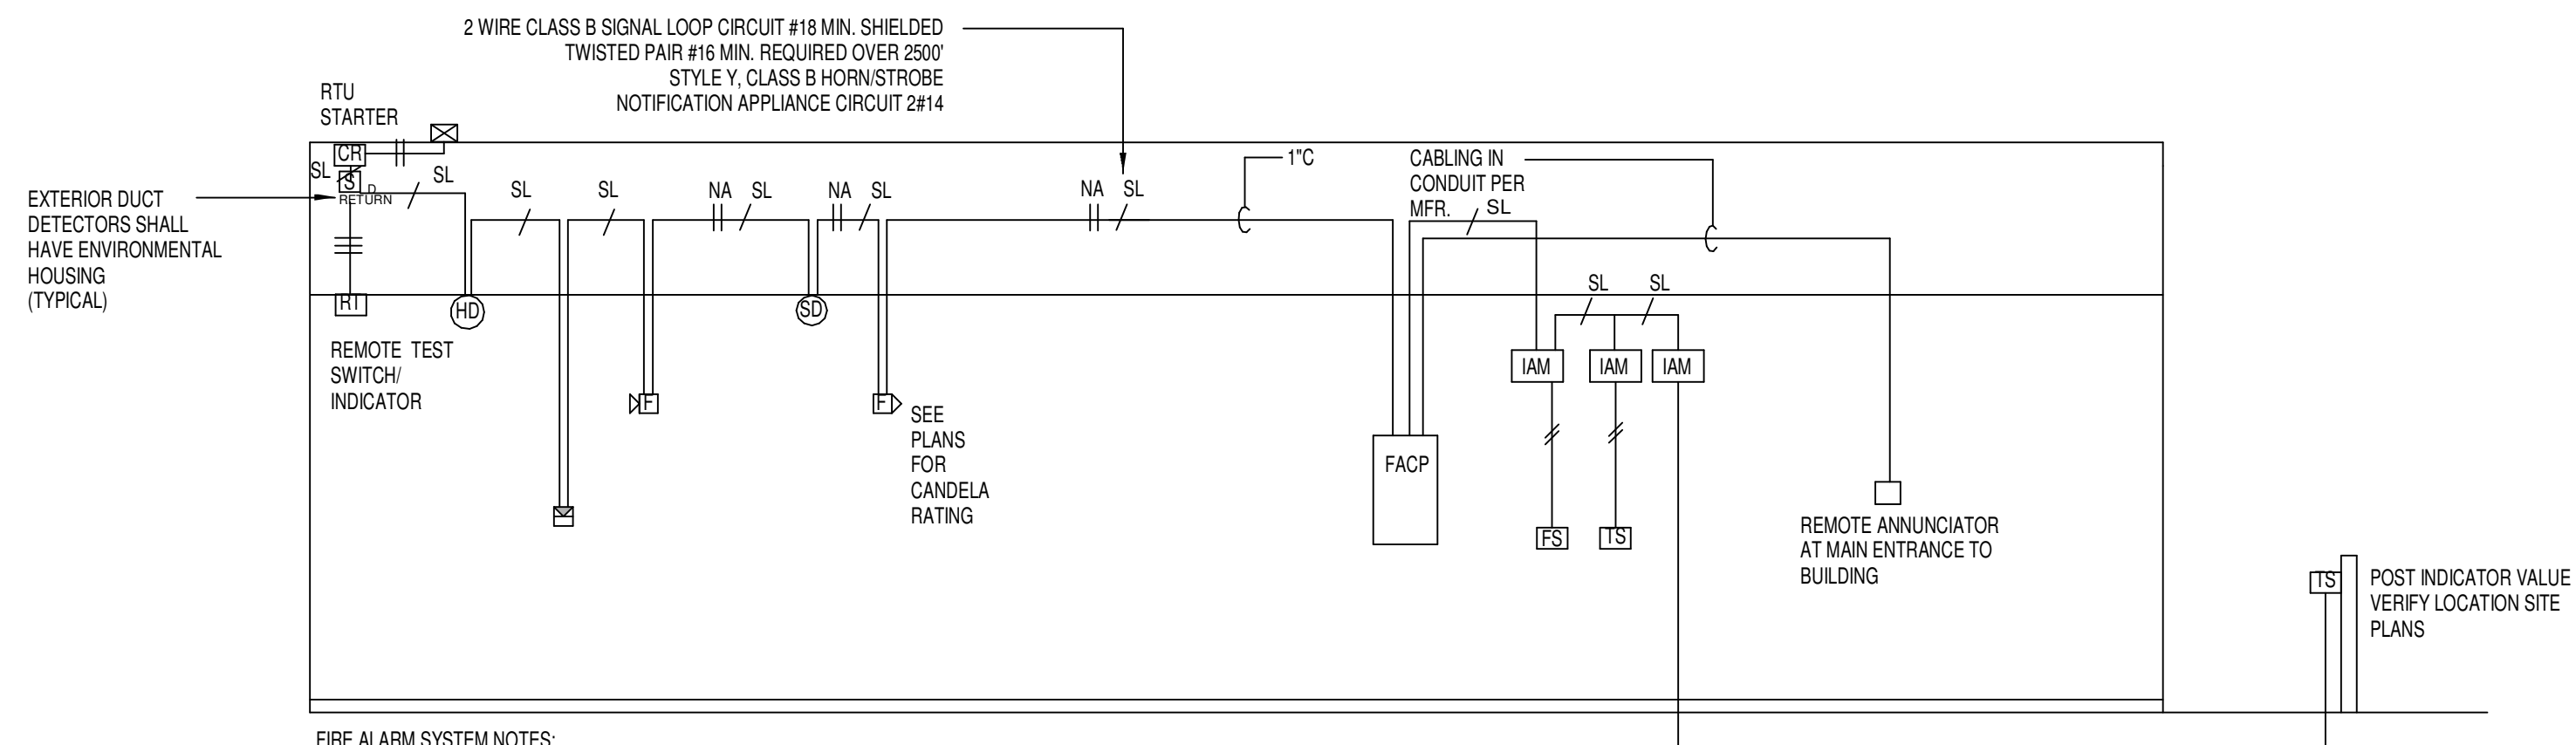 2 WIRE CLASS B SIGNAL LOOP CIRCUIT #18 MIN. SHIELDED
TWISTED PAIR #16 MIN. REQUIRED OVER 2500'
STYLE Y, CLASS B HORN/STROBE
NOTIFICATION APPLIANCE CIRCUIT 2#14
RTU
STARTER
CR
SL
S
D
RETURN
SL
EXTERIOR DUCT
DETECTORS SHALL
HAVE ENVIRONMENTAL
HOUSING
(TYPICAL)
SL
SL
NA SL
NA SL
NA SL
1"C
CABLING IN
CONDUIT PER
MFR.
SL
RT
HD
SD
SL
SL
REMOTE TEST
SWITCH/
INDICATOR
IAM
IAM
IAM
F
F
SEE
PLANS
FOR
CANDELA
RATING
FACP
FS
TS
REMOTE ANNUNCIATOR
AT MAIN ENTRANCE TO
BUILDING
TS
POST INDICATOR VALUE
VERIFY LOCATION SITE
PLANS
FIRE ALARM SYSTEM NOTES: